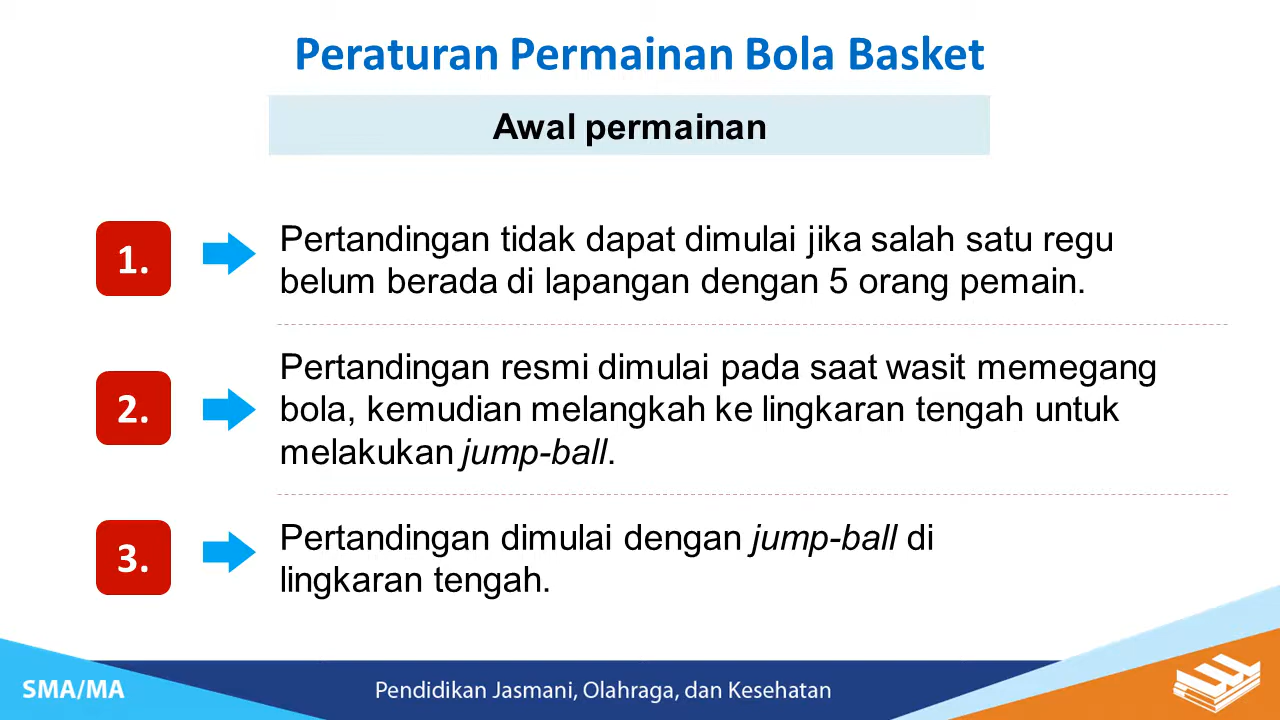 Peraturan Permainan Bola Basket
Awal permainan
1.
Pertandingan tidak dapat dimulai jika salah satu regu
belum berada di lapangan dengan 5 orang pemain.
2.
Pertandingan resmi dimulai pada saat wasit memegang
bola, kemudian melangkah ke lingkaran tengah untuk
melakukan jump-ball.
3.
Pertandingan dimulai dengan jump-ball di
lingkaran tengah.
SMA/MA
Pendidikan Jasmani, Olahraga, dan Kesehatan